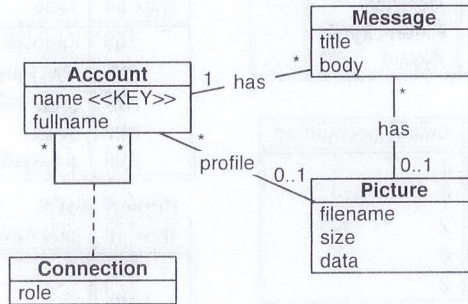 Message
title
body
Account
name <<KEY>>
fullname
1 has *
* *
* profile 0..1
*
has
0..1
Picture
filename
size
data
Connection
role